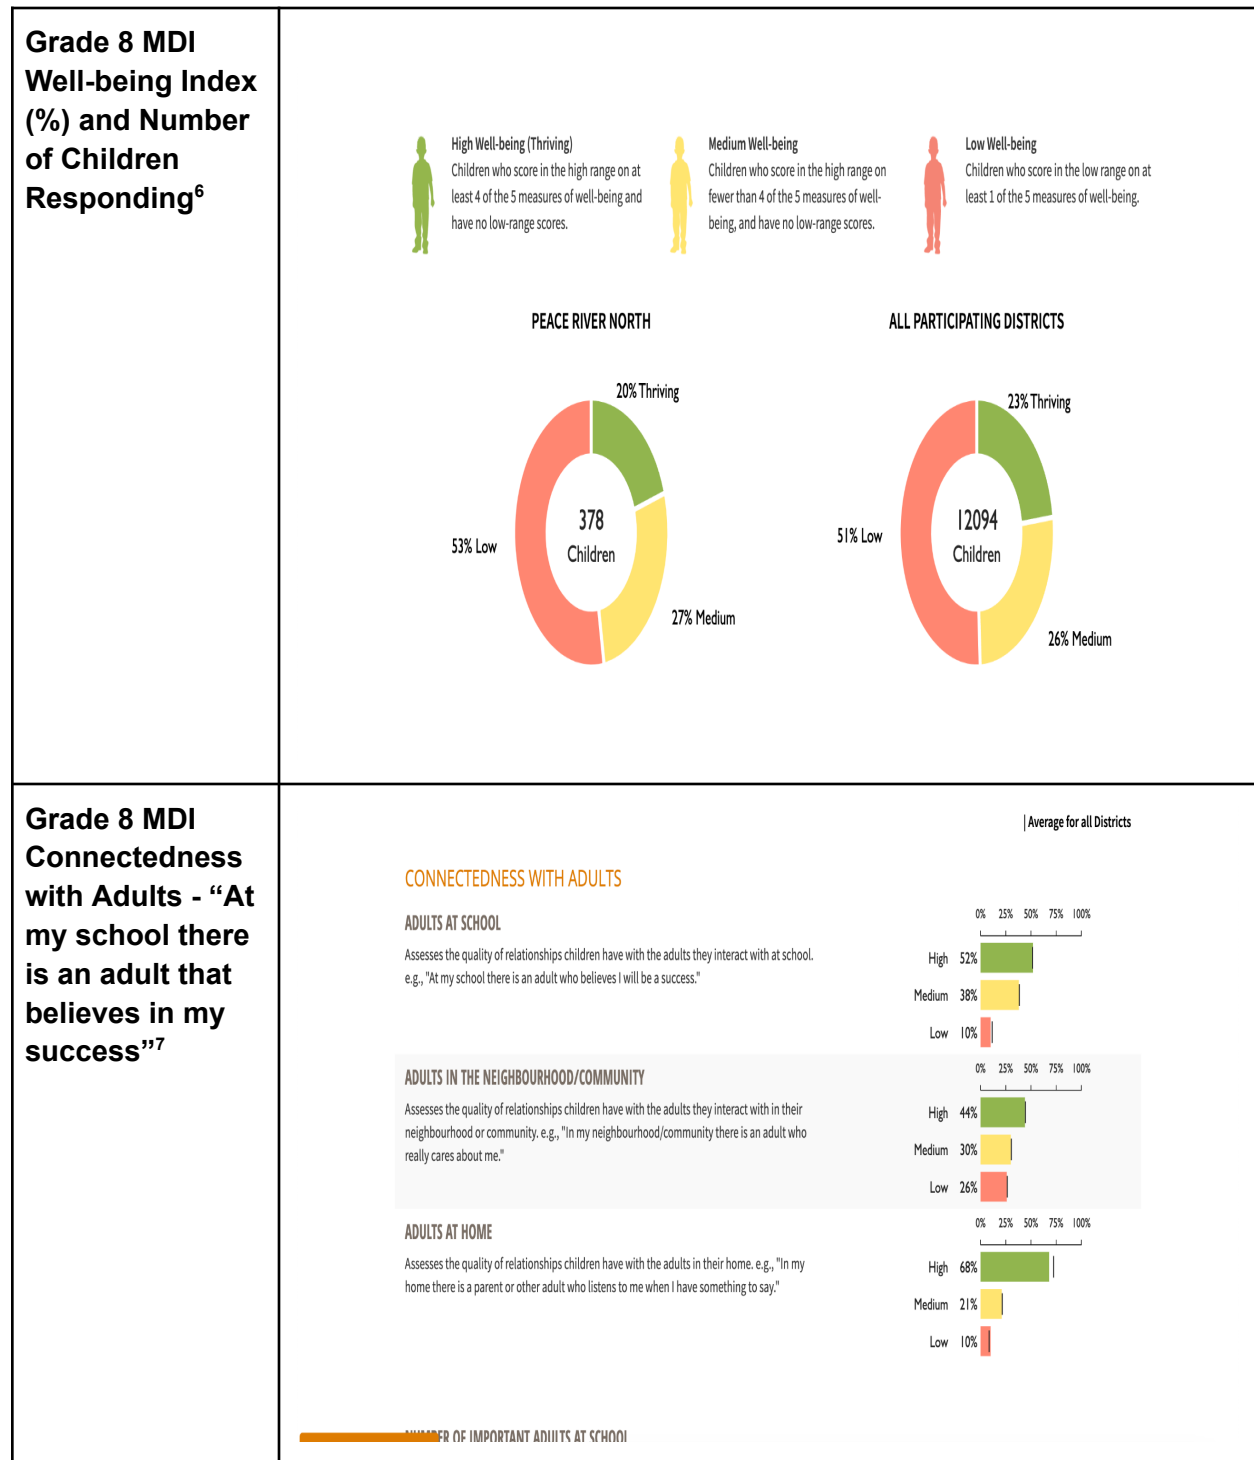 Grade 8 MDI
Well-being Index
(%) and Number
of Children
Responding⁶
High Well-being (Thriving)
Children who score in the high range on at
least 4 of the 5 measures of well-being and
have no low-range scores.
Medium Well-being
Children who score in the high range on
fewer than 4 of the 5 measures of well-
being, and have no low-range scores.
Low Well-being
Children who score in the low range on at
least 1 of the 5 measures of well-being.
PEACE RIVER NORTH
20% Thriving
378
Children
53% Low
27% Medium
ALL PARTICIPATING DISTRICTS
23% Thriving
12094
Children
51% Low
26% Medium
Grade 8 MDI
Connectedness
with Adults - “At
my school there
is an adult that
believes in my
success”⁷
| Average for all Districts
CONNECTEDNESS WITH ADULTS
ADULTS AT SCHOOL
Assesses the quality of relationships children have with the adults they interact with at school.
e.g., "At my school there is an adult who believes I will be a success."
0% 25% 50% 75% 100%
High 52%
Medium 38%
Low 10%
ADULTS IN THE NEIGHBOURHOOD/COMMUNITY
Assesses the quality of relationships children have with the adults they interact with in their
neighbourhood or community. e.g., "In my neighbourhood/community there is an adult who
really cares about me."
0% 25% 50% 75% 100%
High 44%
Medium 30%
Low 26%
ADULTS AT HOME
Assesses the quality of relationships children have with the adults in their home. e.g., "In my
home there is a parent or other adult who listens to me when I have something to say."
0% 25% 50% 75% 100%
High 68%
Medium 21%
Low 10%
NUMBER OF IMPORTANT ADULTS AT SCHOOL